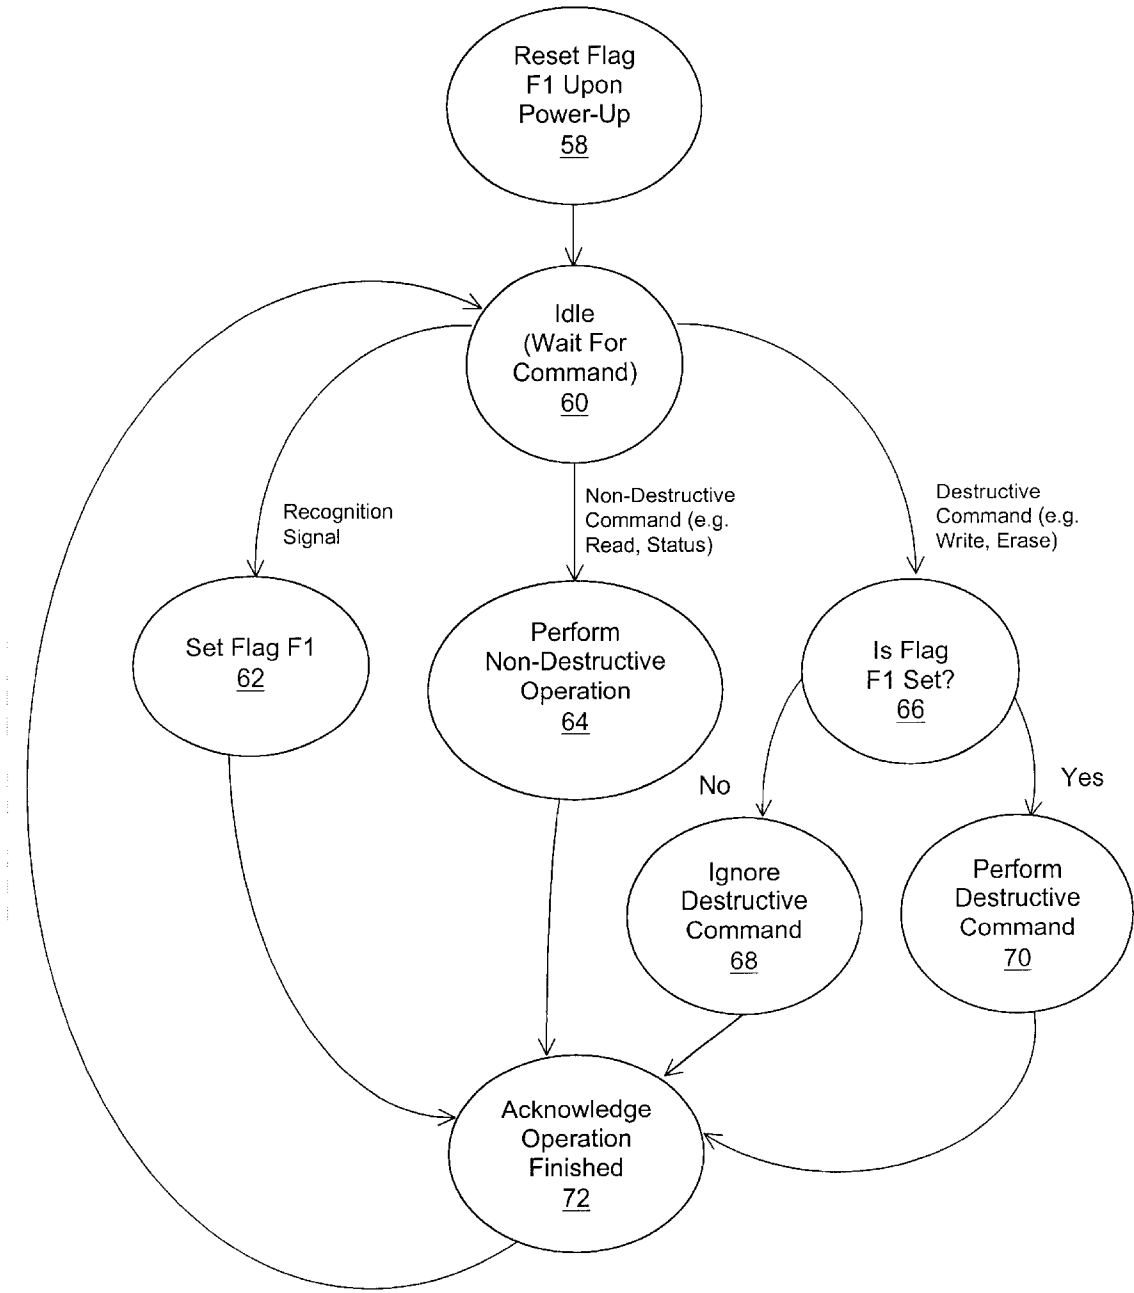 Reset Flag
F1 Upon
Power-Up
58
Idle
(Wait For
Command)
60
Recognition
Signal
Non-Destructive
Command (e.g.
Read, Status)
Destructive
Command (e.g.
Write, Erase)
Set Flag F1
62
Perform
Non-Destructive
Operation
64
Is Flag
F1 Set?
66
No
Yes
Ignore
Destructive
Command
68
Perform
Destructive
Command
70
Acknowledge
Operation
Finished
72